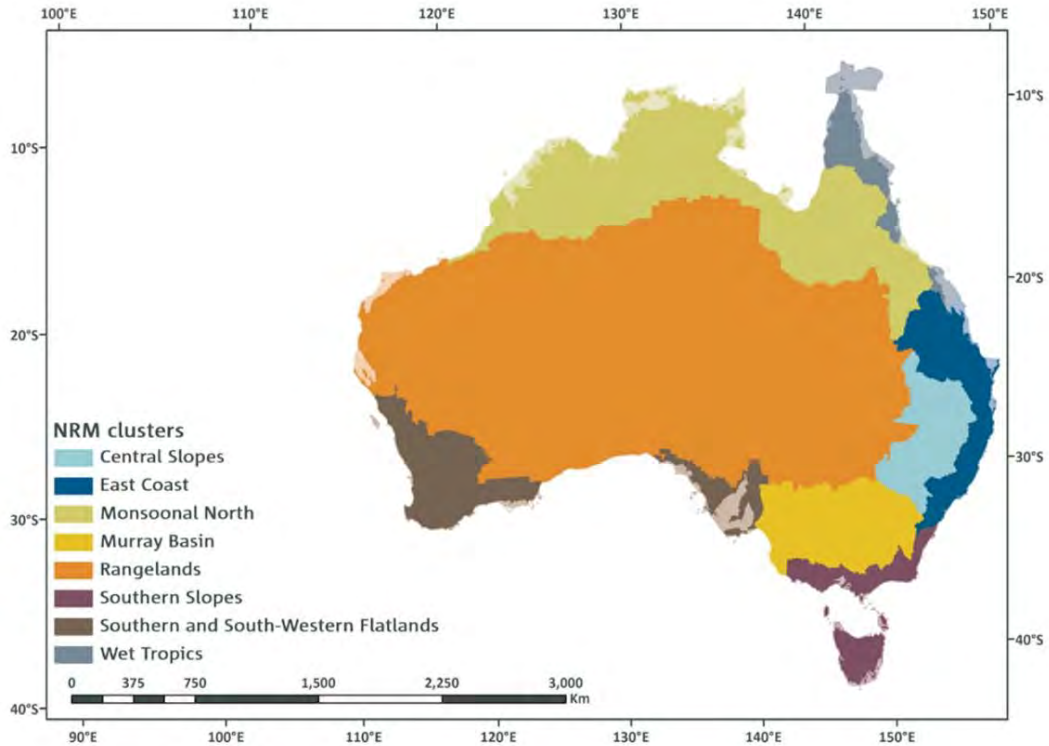 100°E 110°E 120°E 130°E 140°E 150°E
10°S
10°S
20°S
20°S
NRM clusters
Central Slopes
East Coast
30°S
Monsoonal North
30°S
Murray Basin
Rangelands
Southern Slopes
Southern and South-Western Flatlands
40°S
Wet Tropics
0 375 750 1,500 2,250 3,000
Km
40°S
90°E 100°E 110°E 120°E 130°E 140°E 150°E